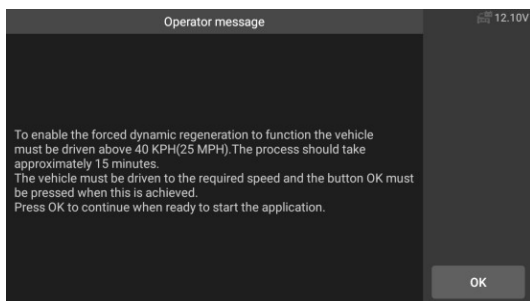 Operator message
12.10V
To enable the forced dynamic regeneration to function the vehicle
must be driven above 40 KPH(25 MPH).The process should take
approximately 15 minutes.
The vehicle must be driven to the required speed and the button OK must
be pressed when this is achieved.
Press OK to continue when ready to start the application.
OK